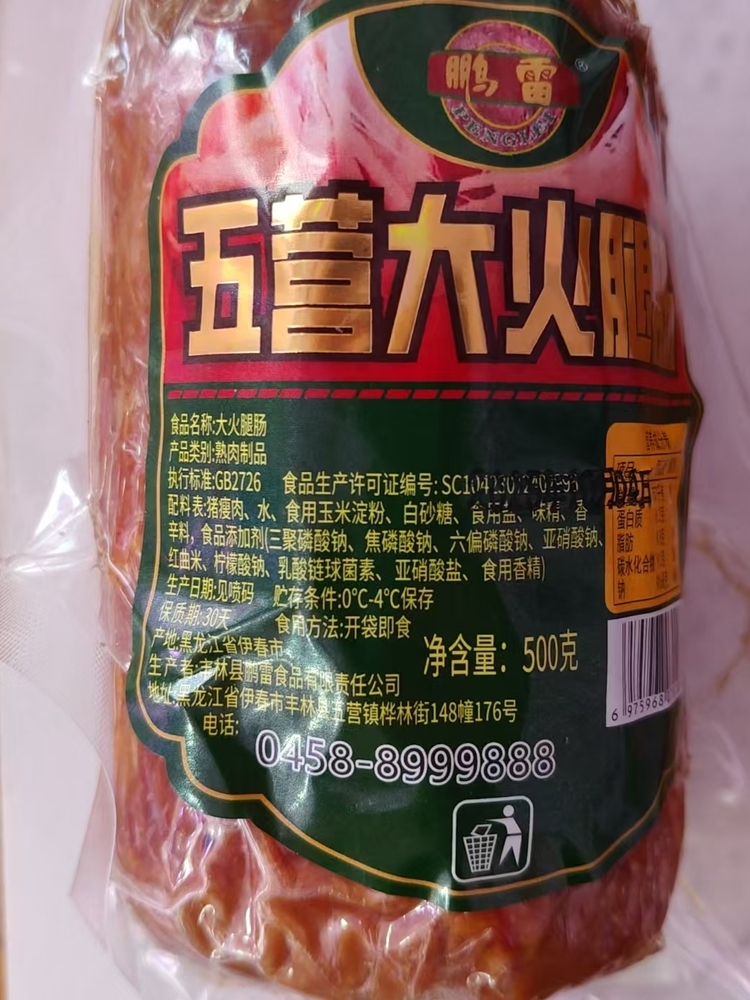 鹏雷
®
五营大火腿
食品名称:大火腿肠
产品类别:熟肉制品
执行标准:GB2726 食品生产许可证编号:
配料表:猪瘦肉、水、食用玉米淀粉、白砂糖、食用盐、味精、香
辛料,食品添加剂(三聚磷酸钠、焦磷酸钠、六偏磷酸钠、亚硝酸钠、
红曲米、柠檬酸钠、乳酸链球菌素、亚硝酸盐、食用香精)
生产日期:见喷码 贮存条件:0℃-4℃保存
保质期:30天 食用方法:开袋即食
产地:黑龙江省伊春市
净含量:500克
生产者:丰林县鹏雷食品有限责任公司
地址:黑龙江省伊春市丰林县五营镇桦林街148幢176号
电话:
0458-8999888
蛋白质
脂肪
碳水化合物
钠
6 975968